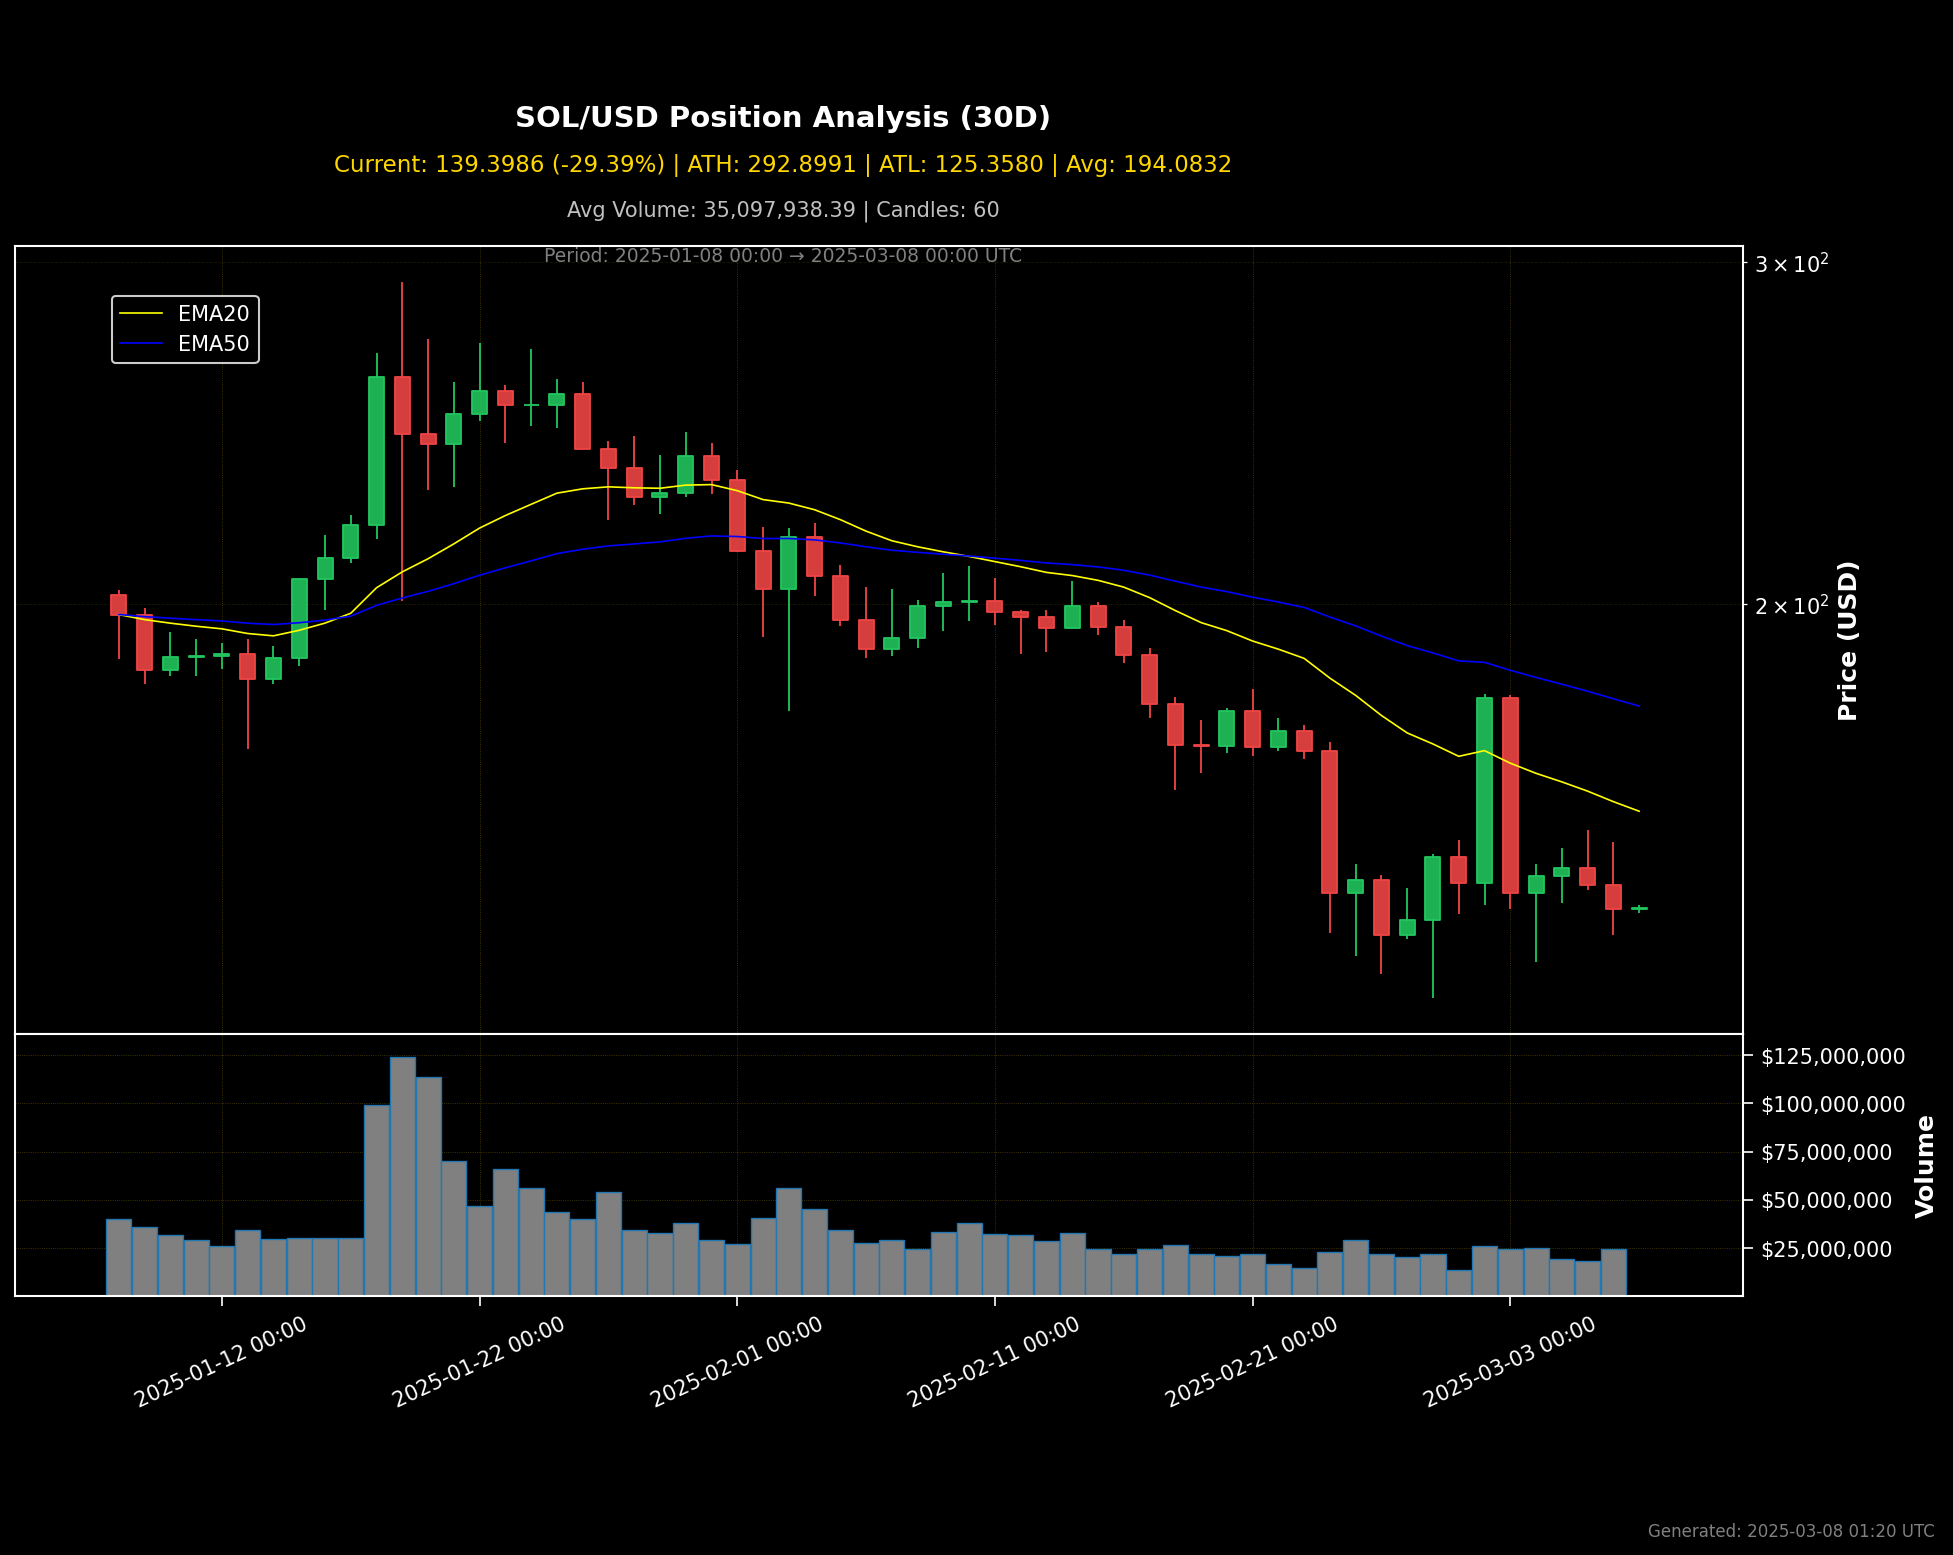 SOL/USD Position Analysis (30D)
Current: 139.3986 (-29.39%) | ATH: 292.8991 | ATL: 125.3580 | Avg: 194.0832
Avg Volume: 35,097,938.39 | Candles: 60
Period: 2025-01-08 00:00 → 2025-03-08 00:00 UTC
EMA20
EMA50
3 × 10²
2 × 10²
Price (USD)
$125,000,000
$100,000,000
$75,000,000
$50,000,000
$25,000,000
Volume
2025-01-12 00:00
2025-01-22 00:00
2025-02-01 00:00
2025-02-11 00:00
2025-02-21 00:00
2025-03-03 00:00
Generated: 2025-03-08 01:20 UTC